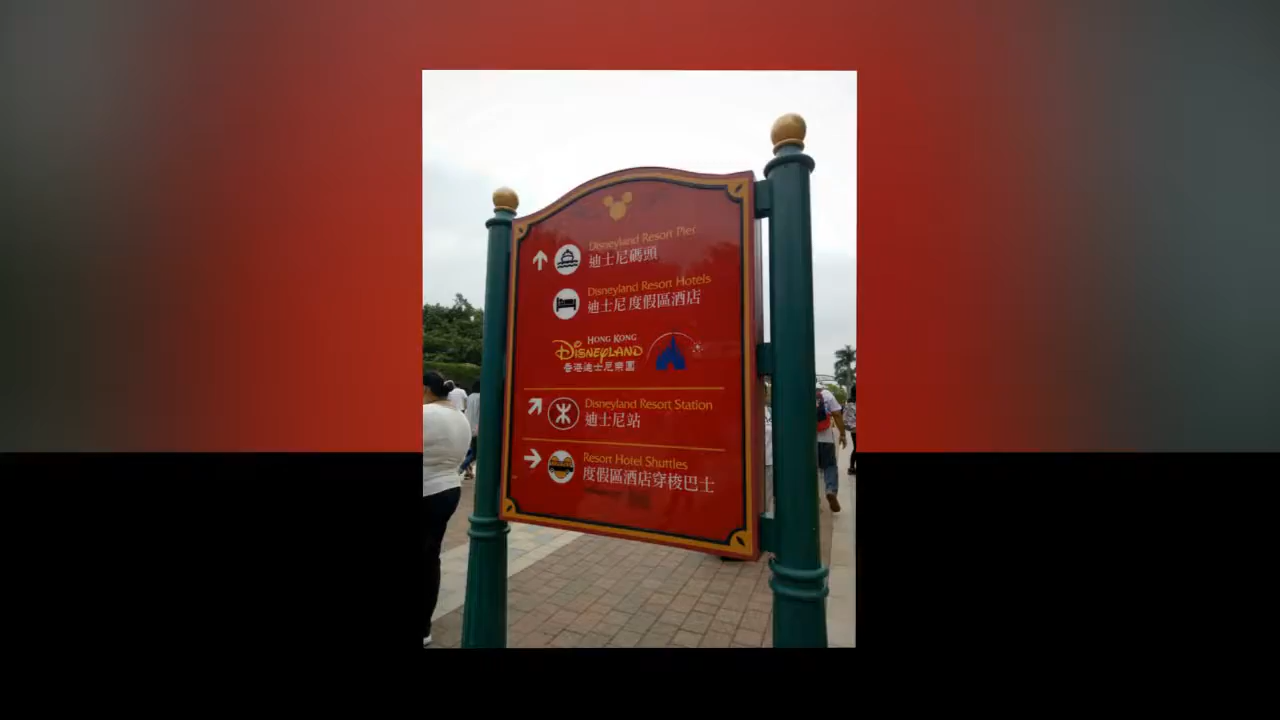 Disneyland Resort Pier
迪士尼碼頭
Disneyland Resort Hotels
迪士尼度假區酒店
HONG KONG
DISNEYLAND
香港迪士尼樂園
Disneyland Resort Station
迪士尼站
Resort Hotel Shuttles
度假區酒店穿梭巴士